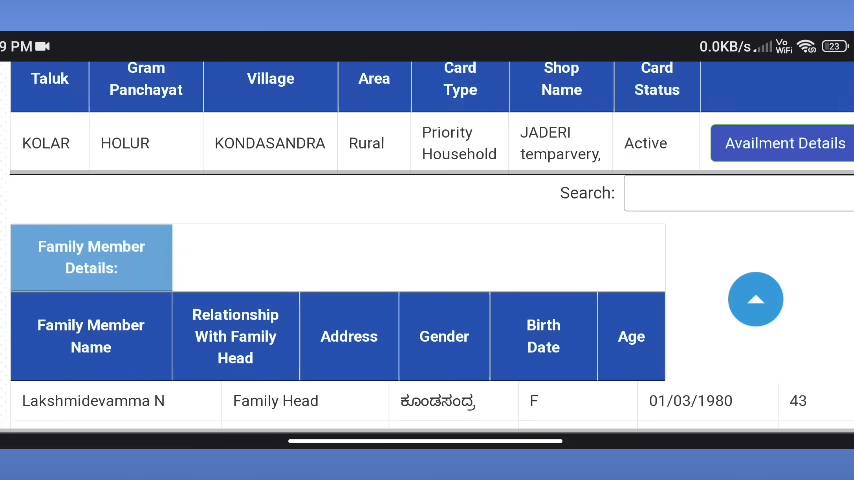 9 PM 0.0KB/s Vo WiFi 23
Taluk Gram Panchayat Village Area Card Type Shop Name Card Status
KOLAR HOLUR KONDASANDRA Rural Priority Household JADERI temparvery, Active Availment Details
Search:
Family Member Details:
Family Member Name Relationship With Family Head Address Gender Birth Date Age
Lakshmidevamma N Family Head ಕೂಂಡಸಂದ್ರ F 01/03/1980 43